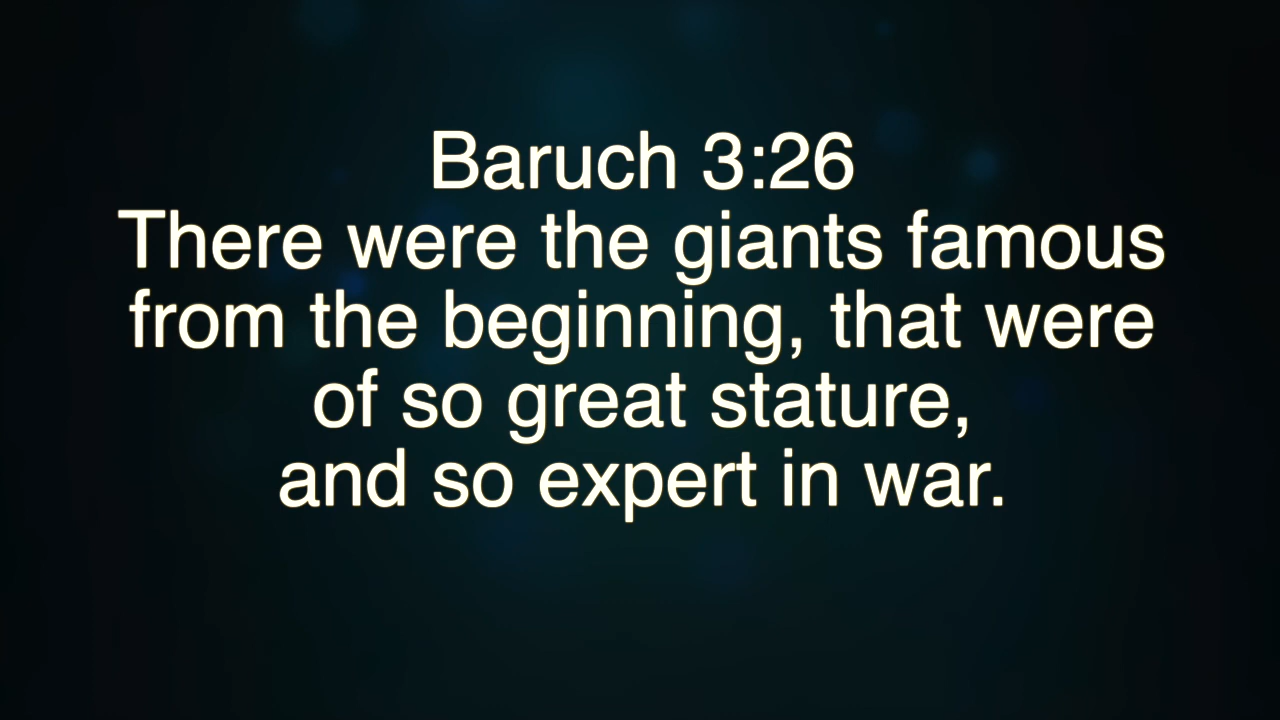 Baruch 3:26
There were the giants famous
from the beginning, that were
of so great stature,
and so expert in war.